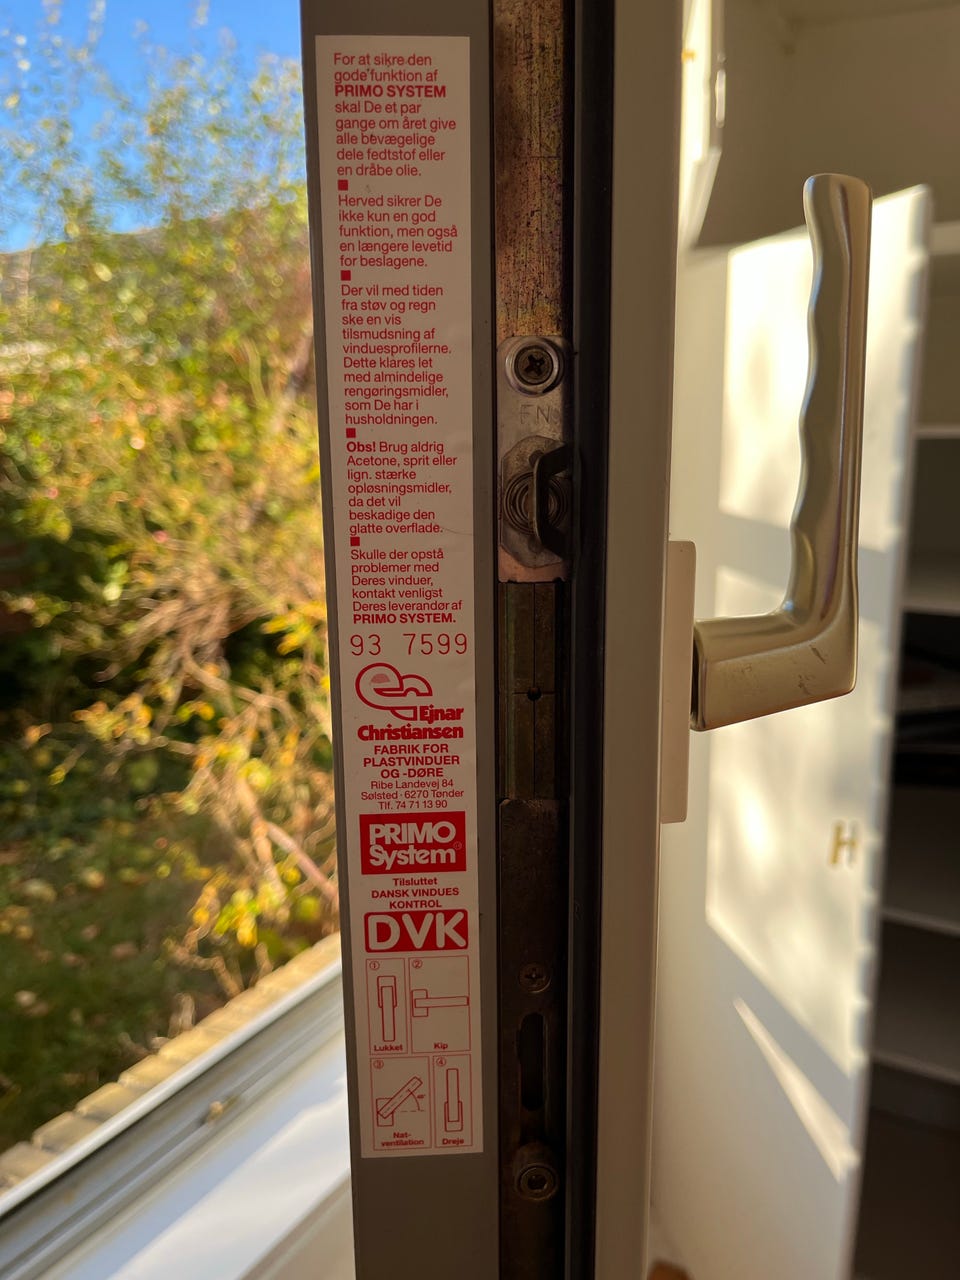 For at sikre den
gode funktion af
PRIMO SYSTEM
skal De et par
gange om året give
alle bevægelige
dele fedtstof eller
en dråbe olie.
Herved sikrer De
ikke kun en god
funktion, men også
en længere levetid
for beslagene.
Der vil med tiden
fra støv og regn
ske en vis
tilsmudsning af
vinduesprofilerne.
Dette klares let
med almindelige
rengøringsmidler,
som De har i
husholdningen.
Obs! Brug aldrig
Acetone, sprit eller
lign. stærke
opløsningsmidler,
da det vil
beskadige den
glatte overflade.
Skulle der opstå
problemer med
Deres vinduer,
kontakt venligst
Deres leverandør af
PRIMO SYSTEM.
93 7599
Ejnar
Christiansen
FABRIK FOR
PLASTVINDUER
OG -DØRE
Ribe Landevej 84
Sølsted · 6270 Tønder
Tlf. 74 71 13 90
PRIMO
System®
Tilsluttet
DANSK VINDUES
KONTROL
DVK
① ②
Lukket Kip
③ ④
45°
Nat-
ventilation Dreje
FN
H